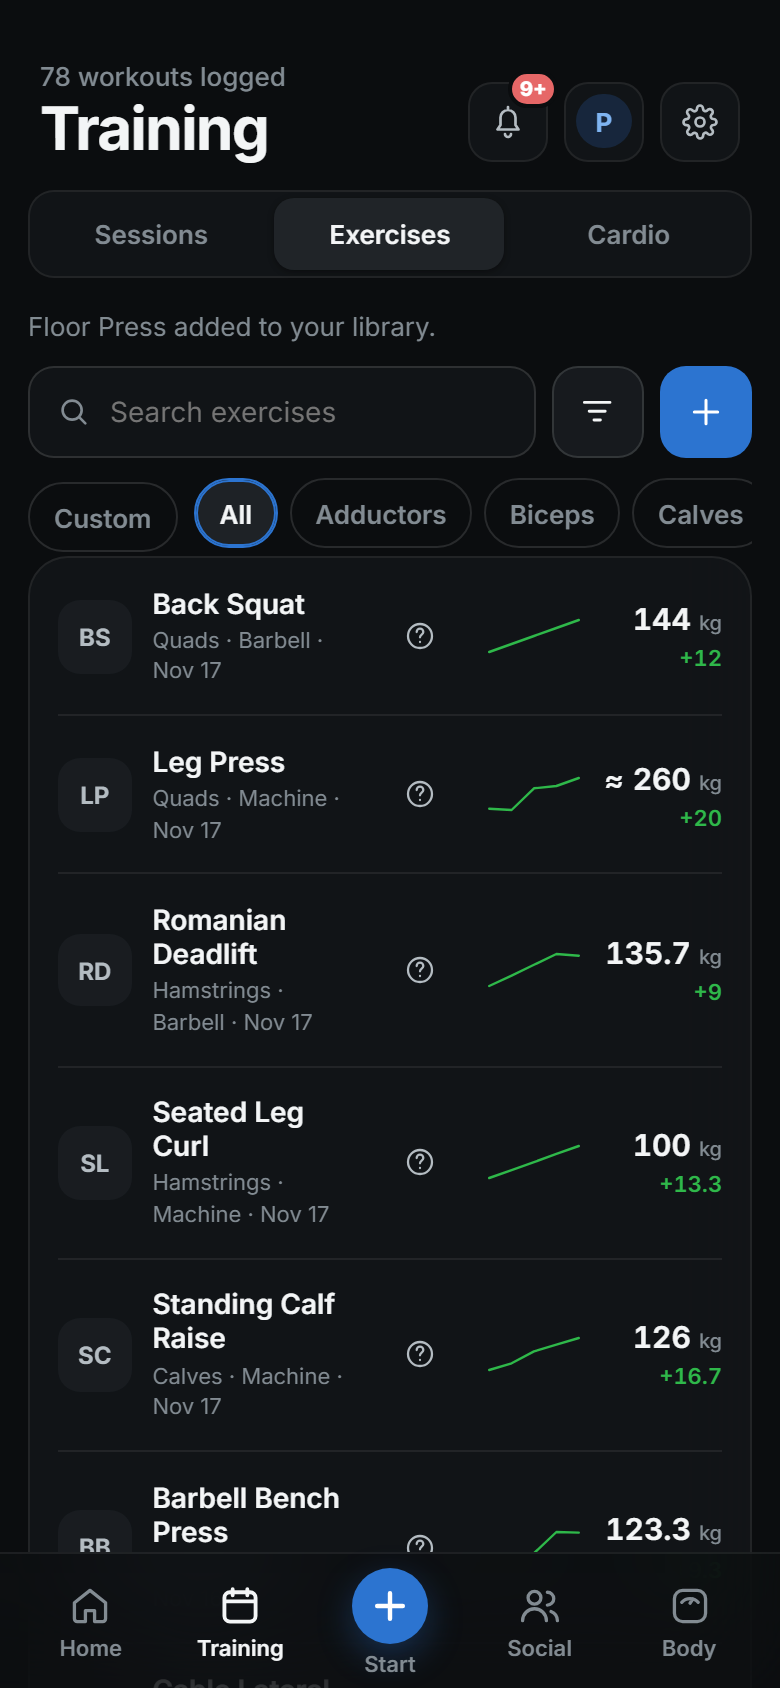 78 workouts logged
Training
9+
P
Sessions
Exercises
Cardio
Floor Press added to your library.
Search exercises
Custom
All
Adductors
Biceps
Calves
BS
Back Squat
Quads · Barbell ·
Nov 17
144 kg
+12
LP
Leg Press
Quads · Machine ·
Nov 17
≈ 260 kg
+20
RD
Romanian
Deadlift
Hamstrings ·
Barbell · Nov 17
135.7 kg
+9
SL
Seated Leg
Curl
Hamstrings ·
Machine · Nov 17
100 kg
+13.3
SC
Standing Calf
Raise
Calves · Machine ·
Nov 17
126 kg
+16.7
BB
Barbell Bench
Press
123.3 kg
Home
Training
Start
Social
Body
Cable Lateral